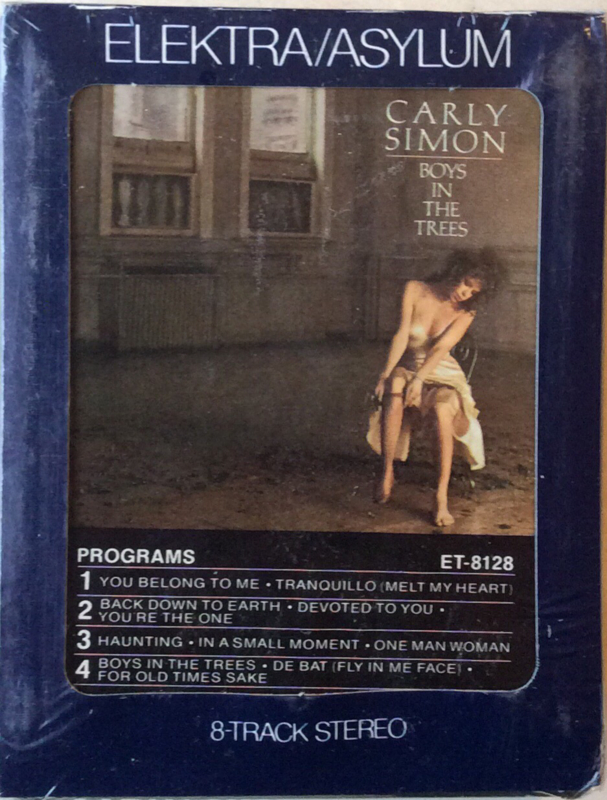 ELEKTRA/ASYLUM
CARLY
SIMON
BOYS
IN
THE
TREES
PROGRAMS ET-8128
1 YOU BELONG TO ME • TRANQUILLO (MELT MY HEART)
2 BACK DOWN TO EARTH • DEVOTED TO YOU •
YOU'RE THE ONE
3 HAUNTING • IN A SMALL MOMENT • ONE MAN WOMAN
4 BOYS IN THE TREES • DE BAT (FLY IN ME FACE) •
FOR OLD TIMES SAKE
8-TRACK STEREO